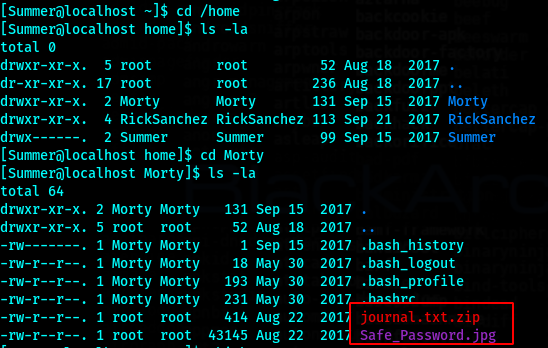 [Summer@localhost ~]$ cd /home
[Summer@localhost home]$ ls -la
total 0
drwxr-xr-x.  5 root        root         52 Aug 18  2017 .
dr-xr-xr-x. 17 root        root        236 Aug 18  2017 ..
drwxr-xr-x.  2 Morty       Morty       131 Sep 15  2017 Morty
drwxr-xr-x.  4 RickSanchez RickSanchez 113 Sep 21  2017 RickSanchez
drwx------.  2 Summer      Summer       99 Sep 15  2017 Summer
[Summer@localhost home]$ cd Morty
[Summer@localhost Morty]$ ls -la
total 64
drwxr-xr-x. 2 Morty Morty   131 Sep 15  2017 .
drwxr-xr-x. 5 root  root     52 Aug 18  2017 ..
-rw-------. 1 Morty Morty     1 Sep 15  2017 .bash_history
-rw-r--r--. 1 Morty Morty    18 May 30  2017 .bash_logout
-rw-r--r--. 1 Morty Morty   193 May 30  2017 .bash_profile
-rw-r--r--. 1 Morty Morty   231 May 30  2017 .bashrc
-rw-r--r--. 1 root  root    414 Aug 22  2017 journal.txt.zip
-rw-r--r--. 1 root  root  43145 Aug 22  2017 Safe_Password.jpg